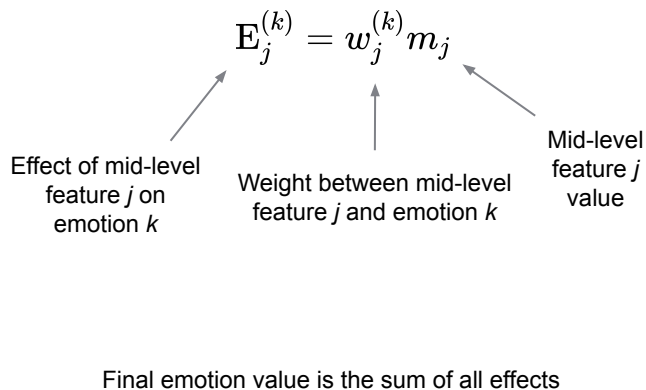 E_j^{(k)} = w_j^{(k)} m_j
Effect of mid-level
feature j on
emotion k
Weight between mid-level
feature j and emotion k
Mid-level
feature j
value
Final emotion value is the sum of all effects